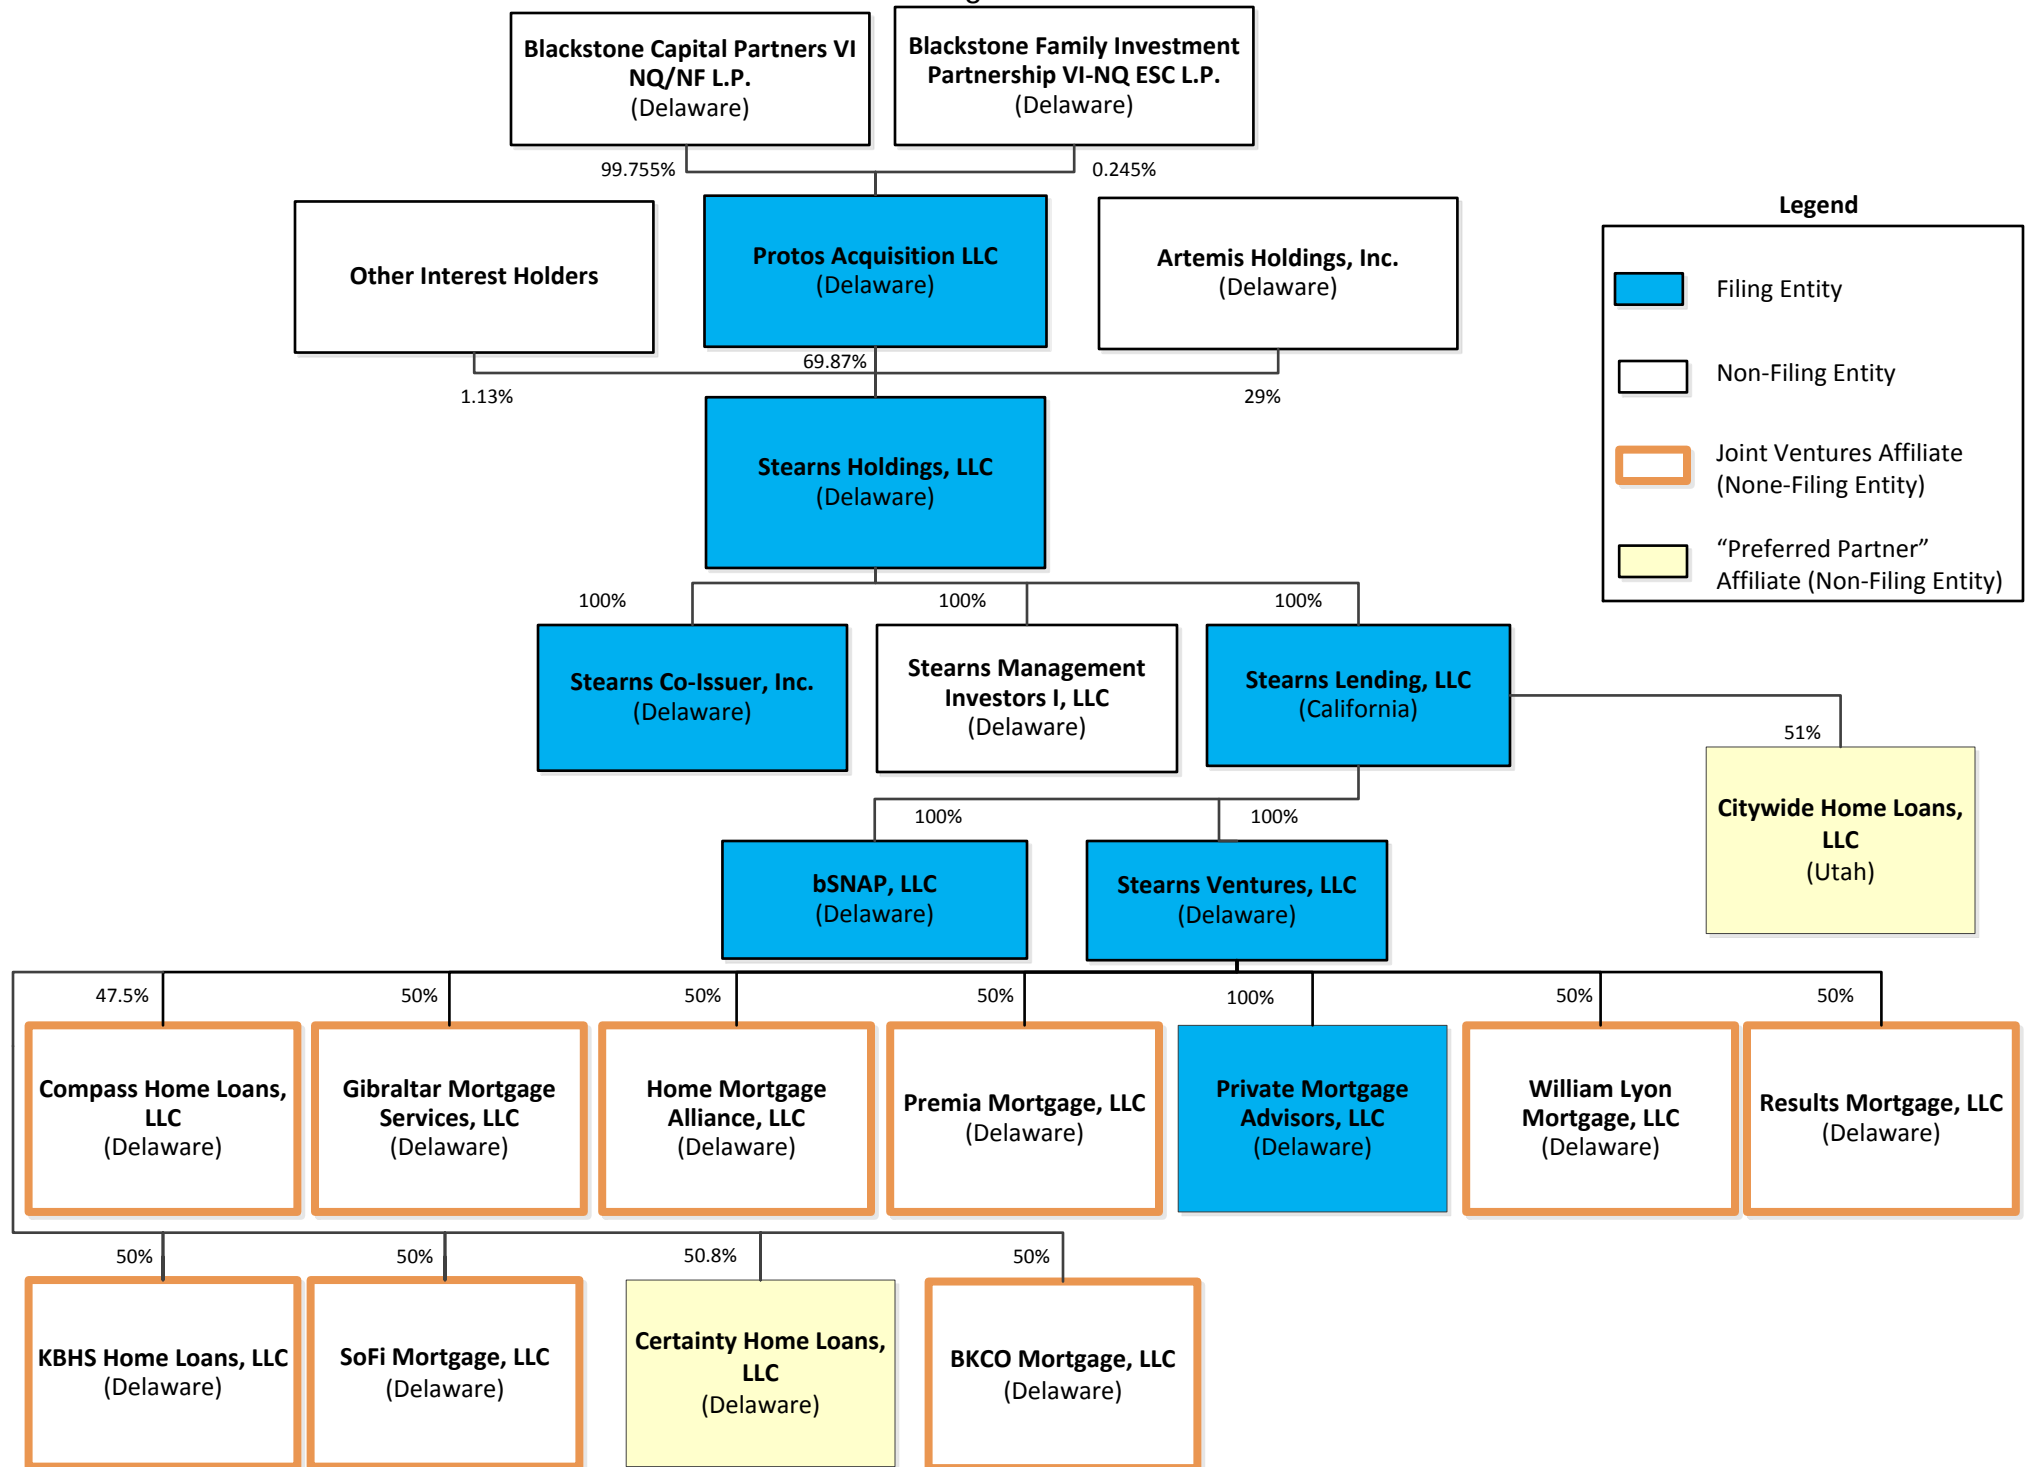 Blackstone Capital Partners VI
NQ/NF L.P.
(Delaware)
Blackstone Family Investment
Partnership VI-NQ ESC L.P.
(Delaware)
99.755%
0.245%
Other Interest Holders
Protos Acquisition LLC
(Delaware)
Artemis Holdings, Inc.
(Delaware)
69.87%
1.13%
29%
Legend
Filing Entity
Non-Filing Entity
Joint Ventures Affiliate
(None-Filing Entity)
“Preferred Partner”
Affiliate (Non-Filing Entity)
Stearns Holdings, LLC
(Delaware)
100%
100%
100%
Stearns Co-Issuer, Inc.
(Delaware)
Stearns Management
Investors I, LLC
(Delaware)
Stearns Lending, LLC
(California)
51%
Citywide Home Loans,
LLC
(Utah)
100%
100%
bSNAP, LLC
(Delaware)
Stearns Ventures, LLC
(Delaware)
47.5%
50%
50%
50%
100%
50%
50%
Compass Home Loans,
LLC
(Delaware)
Gibraltar Mortgage
Services, LLC
(Delaware)
Home Mortgage
Alliance, LLC
(Delaware)
Premia Mortgage, LLC
(Delaware)
Private Mortgage
Advisors, LLC
(Delaware)
William Lyon
Mortgage, LLC
(Delaware)
Results Mortgage, LLC
(Delaware)
50%
50%
50.8%
50%
KBHS Home Loans, LLC
(Delaware)
SoFi Mortgage, LLC
(Delaware)
Certainty Home Loans,
LLC
(Delaware)
BKCO Mortgage, LLC
(Delaware)